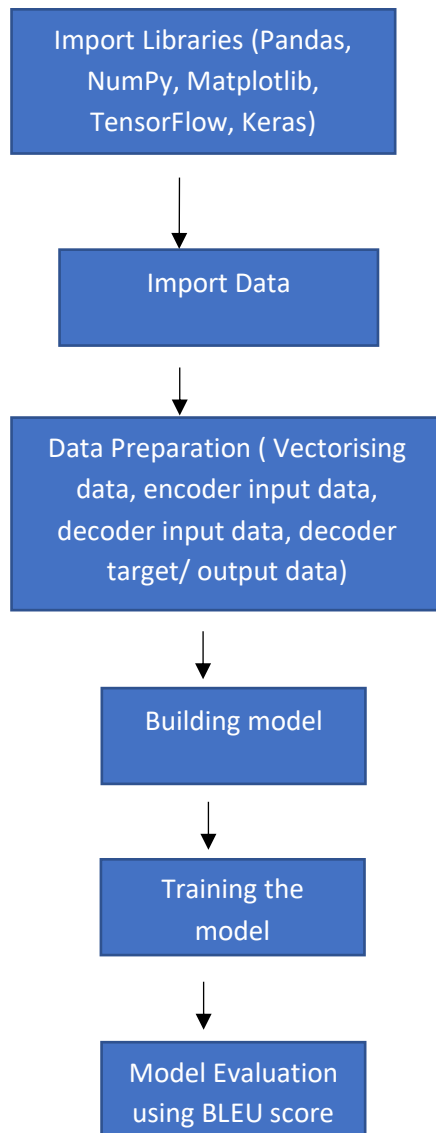 Import Libraries (Pandas,
NumPy, Matplotlib,
TensorFlow, Keras)
Import Data
Data Preparation ( Vectorising
data, encoder input data,
decoder input data, decoder
target/ output data)
Building model
Training the
model
Model Evaluation
using BLEU score